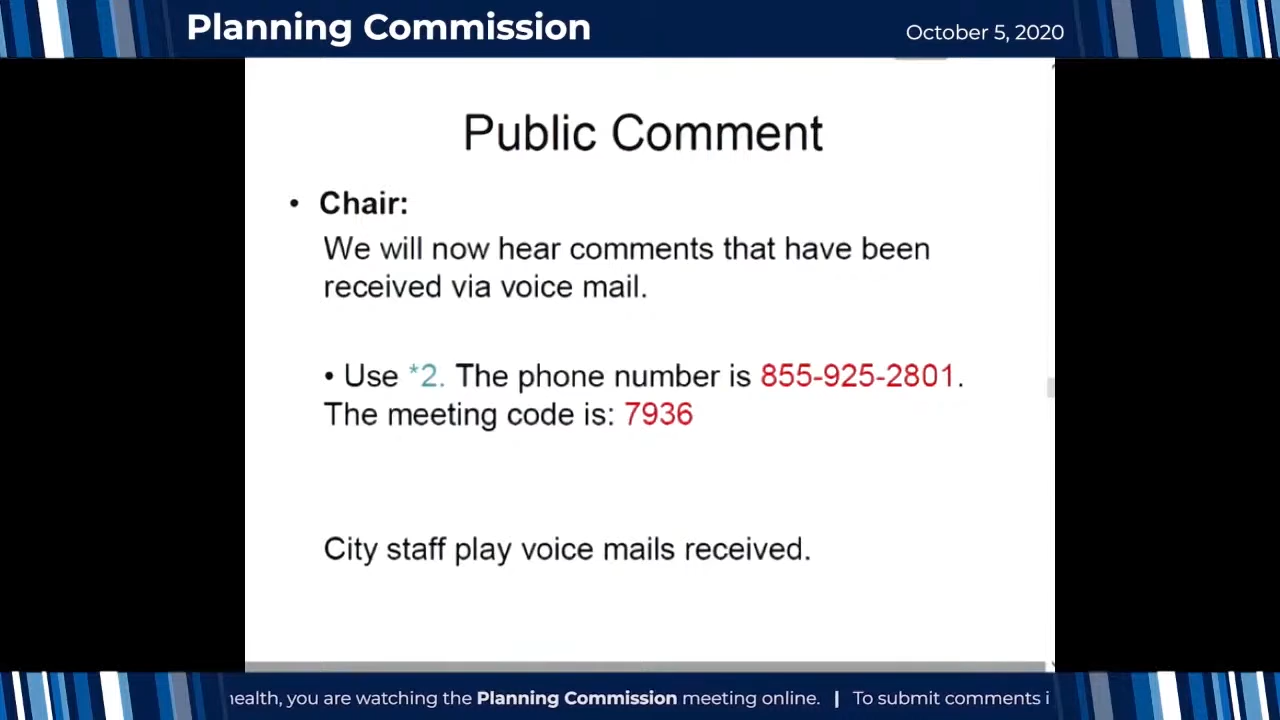 Planning Commission
October 5, 2020
Public Comment
• Chair:
We will now hear comments that have been
received via voice mail.
• Use *2. The phone number is 855-925-2801.
The meeting code is: 7936
City staff play voice mails received.
health, you are watching the Planning Commission meeting online. | To submit comments i